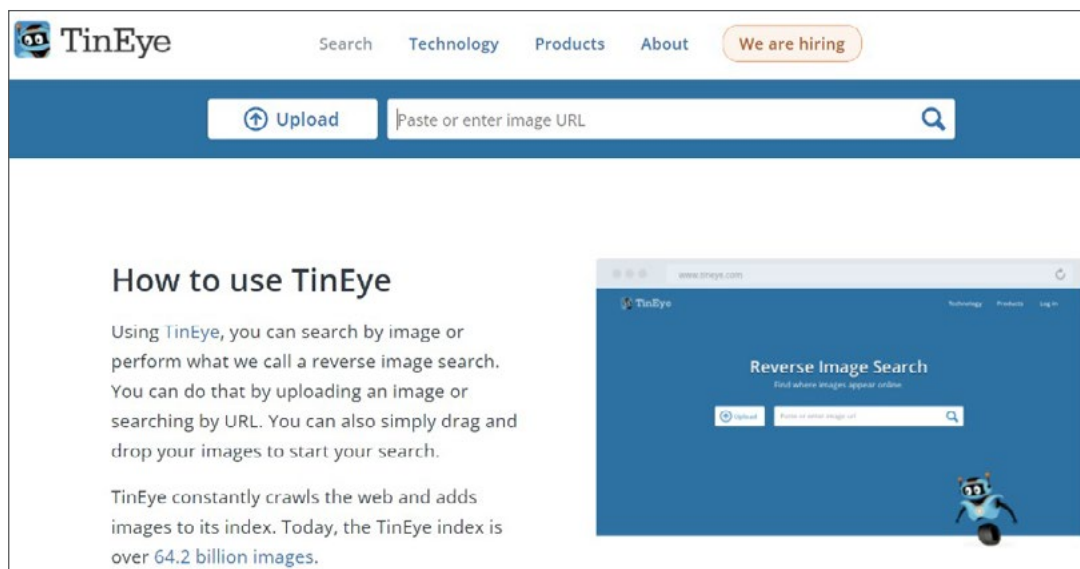 TinEye
Search Technology Products About We are hiring
Upload Paste or enter image URL
How to use TinEye
Using TinEye, you can search by image or
perform what we call a reverse image search.
You can do that by uploading an image or
searching by URL. You can also simply drag and
drop your images to start your search.
TinEye constantly crawls the web and adds
images to its index. Today, the TinEye index is
over 64.2 billion images.
www.tineye.com
TinEye
Technology Products Log in
Reverse Image Search
Find where images appear online
Upload Paste or enter image url